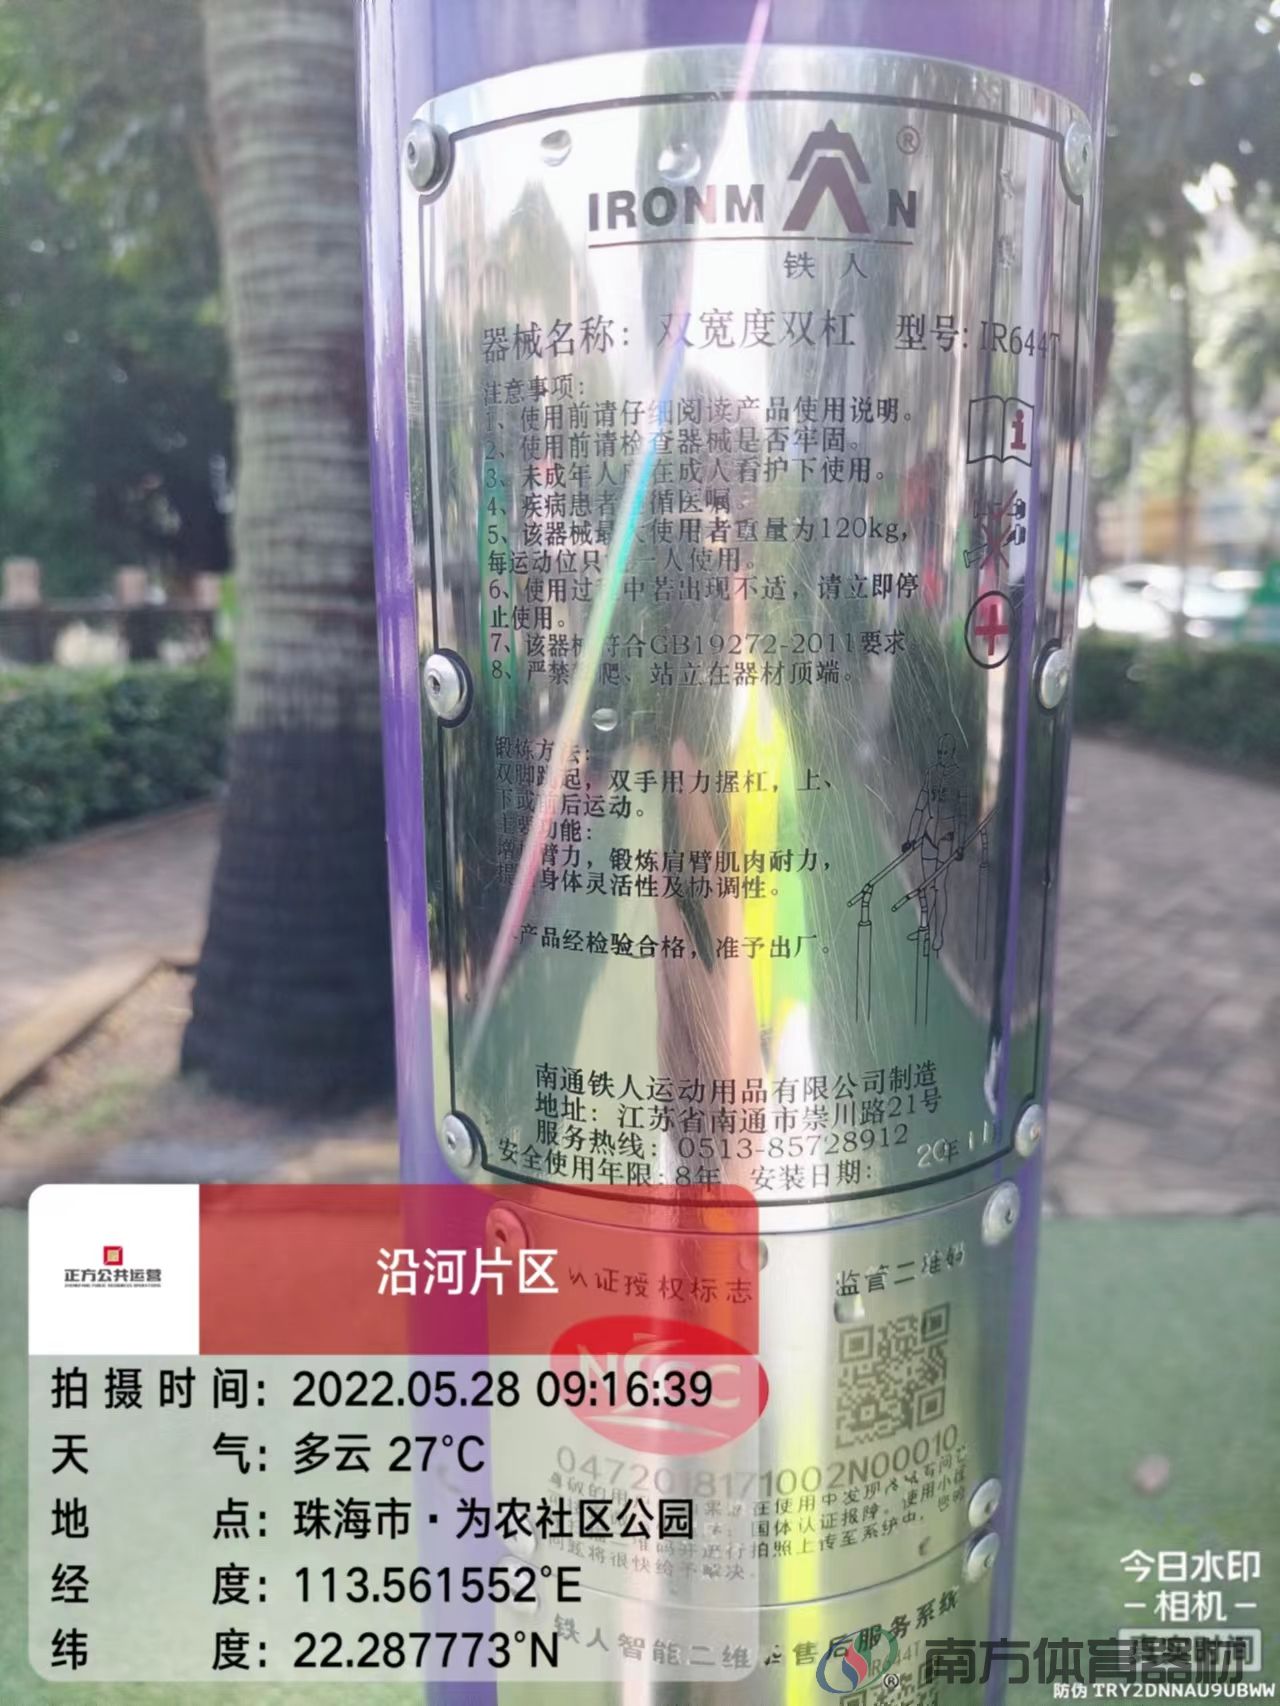 IRONMAN®
铁人
器械名称：双宽度双杠 型号：IR6447
注意事项：
1、使用前请仔细阅读产品使用说明。
2、使用前请检查器械是否牢固。
3、未成年人应在成人看护下使用。
4、疾病患者 循医嘱。
5、该器械最大使用者重量为120kg，
每运动位只 一人使用。
6、使用过程中若出现不适，请立即停
止使用。
7、该器械符合GB19272-2011要求。
8、严禁 爬、站立在器材顶端。
锻炼方法：
双脚跳起，双手用力握杠，上、
下或前后运动。
主要功能：
增 臂力，锻炼肩臂肌肉耐力，
提 身体灵活性及协调性。
产品经检验合格，准予出厂。
南通铁人运动用品有限公司制造
地址：江苏省南通市崇川路21号
服务热线：0513-85728912
安全使用年限：8年 安装日期：20年11
认证授权标志 监管二维码
NSCC
0472018171002N00010
铁人智能二维 售后服务系统
IR6447
正方公共运营
沿河片区
拍摄时间：2022.05.28 09:16:39
天气：多云 27℃
地点：珠海市·为农社区公园
经度：113.561552°E
纬度：22.287773°N
今日水印
-相机-
真实时间
防伪 TRY2DNNAU9UBWW
南方体育器材
®